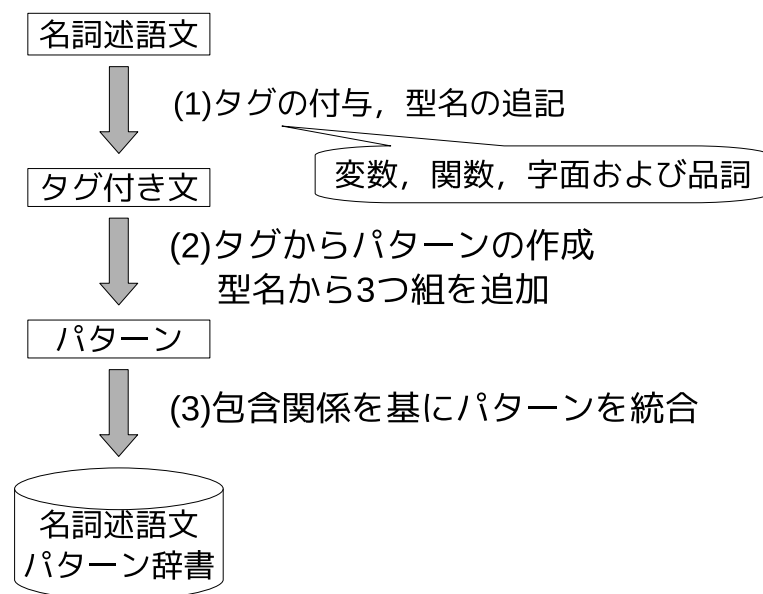 名詞述語文
(1)タグの付与，型名の追記
変数，関数，字面および品詞
タグ付き文
(2)タグからパターンの作成
型名から3つ組を追加
パターン
(3)包含関係を基にパターンを統合
名詞述語文
パターン辞書